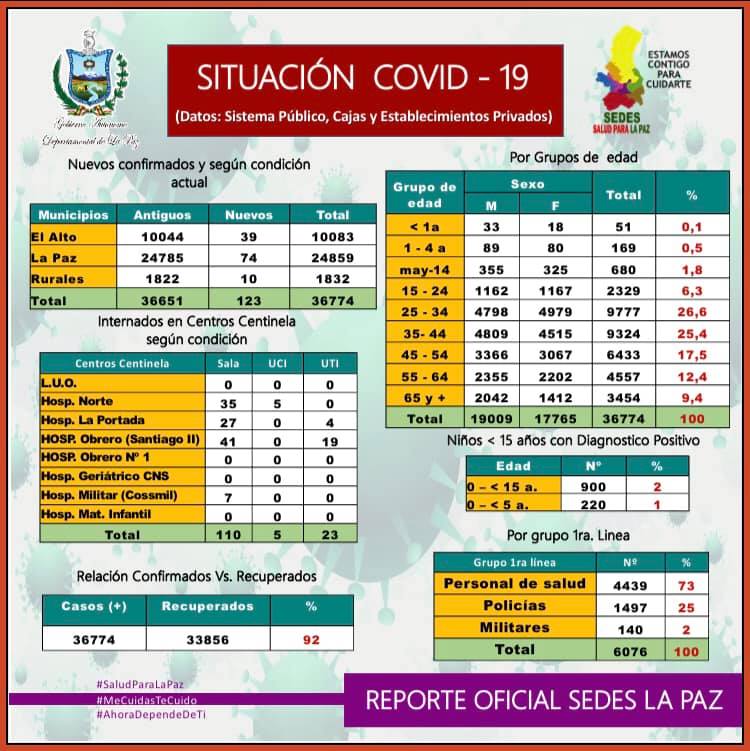 Gobierno Autónomo
Departamental de La Paz
SITUACIÓN COVID - 19
(Datos: Sistema Público, Cajas y Establecimientos Privados)
ESTAMOS
CONTIGO
PARA
CUIDARTE
SEDES
SALUD PARA LA PAZ
Nuevos confirmados y según condición
actual
Municipios Antiguos Nuevos Total
El Alto 10044 39 10083
La Paz 24785 74 24859
Rurales 1822 10 1832
Total 36651 123 36774
Internados en Centros Centinela
según condición
Centros Centinela Sala UCI UTI
L.U.O. 0 0 0
Hosp. Norte 35 5 0
Hosp. La Portada 27 0 4
HOSP. Obrero (Santiago II) 41 0 19
HOSP. Obrero Nº 1 0 0 0
Hosp. Geriátrico CNS 0 0 0
Hosp. Militar (Cossmil) 7 0 0
Hosp. Mat. Infantil 0 0 0
Total 110 5 23
Relación Confirmados Vs. Recuperados
Casos (+) Recuperados %
36774 33856 92
Por Grupos de edad
Grupo de edad Sexo Total %
M F
< 1a 33 18 51 0,1
1 - 4 a 89 80 169 0,5
may-14 355 325 680 1,8
15 - 24 1162 1167 2329 6,3
25 - 34 4798 4979 9777 26,6
35- 44 4809 4515 9324 25,4
45 - 54 3366 3067 6433 17,5
55 - 64 2355 2202 4557 12,4
65 y + 2042 1412 3454 9,4
Total 19009 17765 36774 100
Niños < 15 años con Diagnostico Positivo
Edad Nº %
0 - < 15 a. 900 2
0 - < 5 a. 220 1
Por grupo 1ra. Linea
Grupo 1ra línea Nº %
Personal de salud 4439 73
Policías 1497 25
Militares 140 2
Total 6076 100
#SaludParaLaPaz
#MeCuidasTeCuido
#AhoraDependeDeTi
REPORTE OFICIAL SEDES LA PAZ